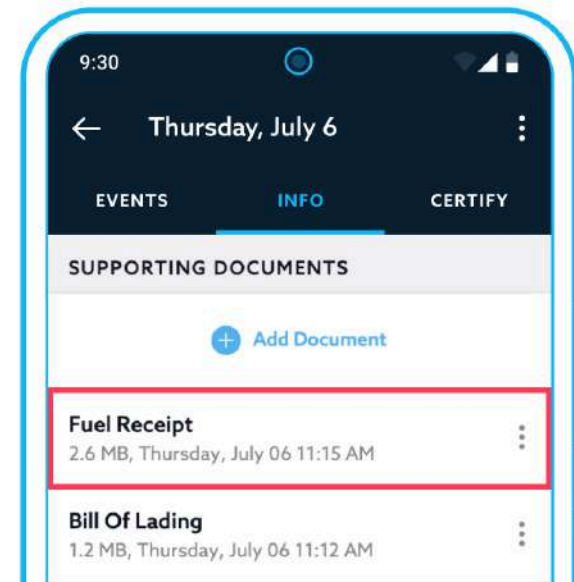 9:30
Thursday, July 6
EVENTS INFO CERTIFY
SUPPORTING DOCUMENTS
Add Document
Fuel Receipt
2.6 MB, Thursday, July 06 11:15 AM
Bill Of Lading
1.2 MB, Thursday, July 06 11:12 AM